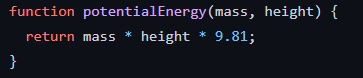 function potentialEnergy(mass, height) {
  return mass * height * 9.81;
}